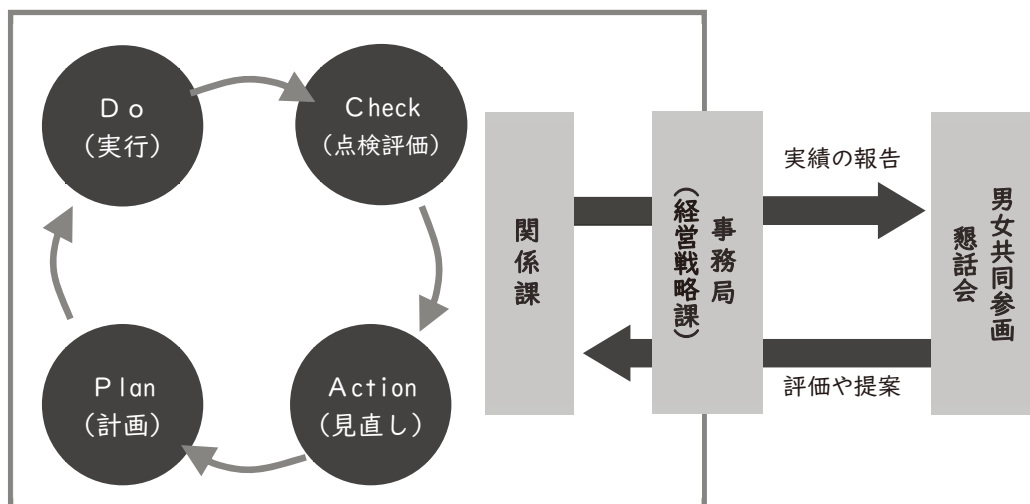 Do
(実行)
Check
(点検評価)
Plan
(計画)
Action
(見直し)
関係課
事務局
(経営戦略課)
実績の報告
評価や提案
男女共同参画
懇話会